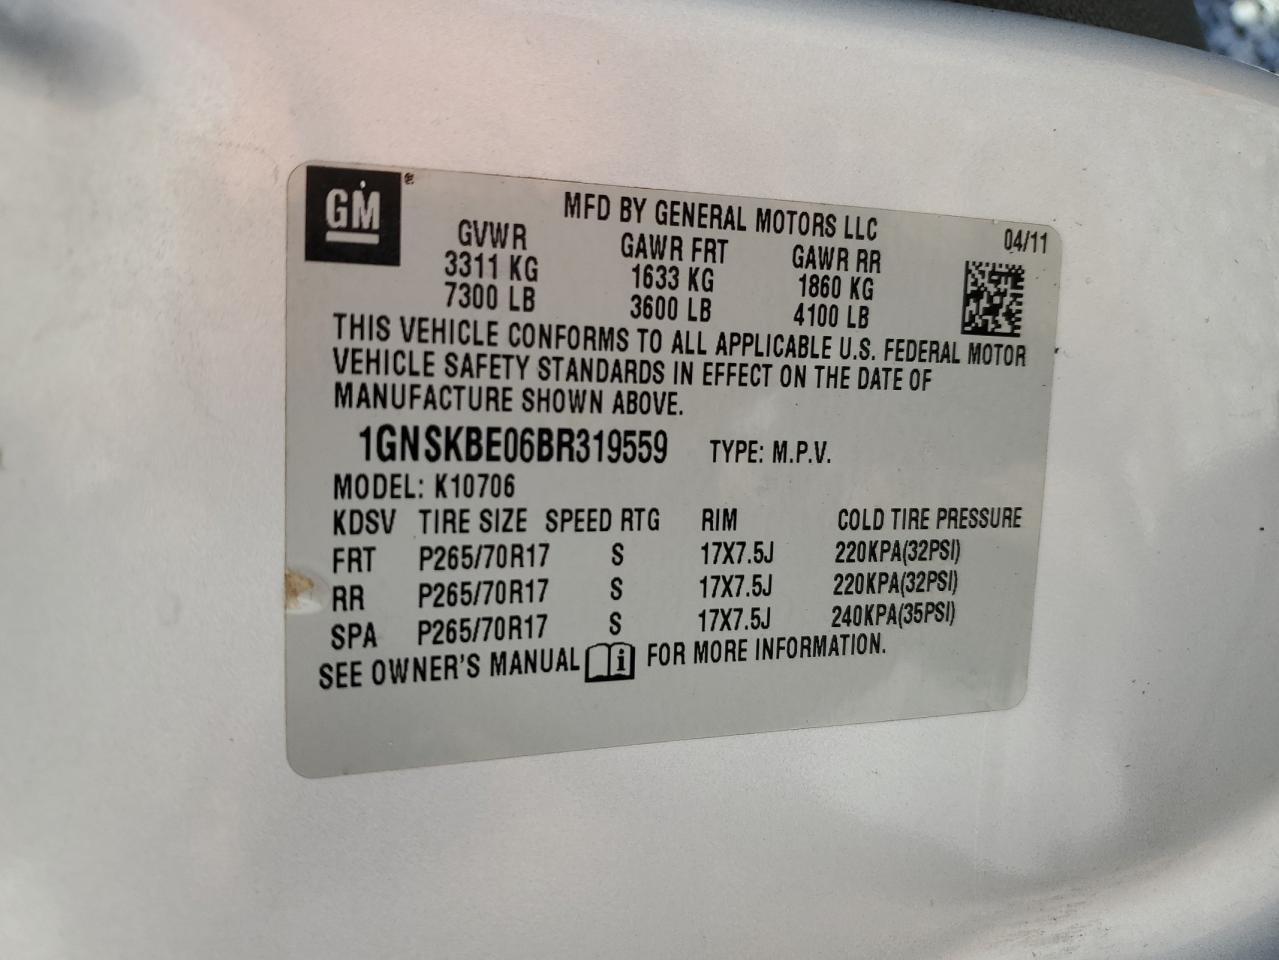 GM ®
MFD BY GENERAL MOTORS LLC
04/11
GVWR GAWR FRT GAWR RR
3311 KG 1633 KG 1860 KG
7300 LB 3600 LB 4100 LB
THIS VEHICLE CONFORMS TO ALL APPLICABLE U.S. FEDERAL MOTOR
VEHICLE SAFETY STANDARDS IN EFFECT ON THE DATE OF
MANUFACTURE SHOWN ABOVE.
1GNSKBE06BR319559 TYPE: M.P.V.
MODEL: K10706
KDSV TIRE SIZE SPEED RTG RIM COLD TIRE PRESSURE
FRT P265/70R17 S 17X7.5J 220KPA(32PSI)
RR P265/70R17 S 17X7.5J 220KPA(32PSI)
SPA P265/70R17 S 17X7.5J 240KPA(35PSI)
SEE OWNER'S MANUAL i FOR MORE INFORMATION.